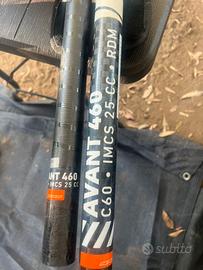 AVANT 460
C60 • IMCS 25 CC • RDM
ANT 460
IMCS 25 CC
subito